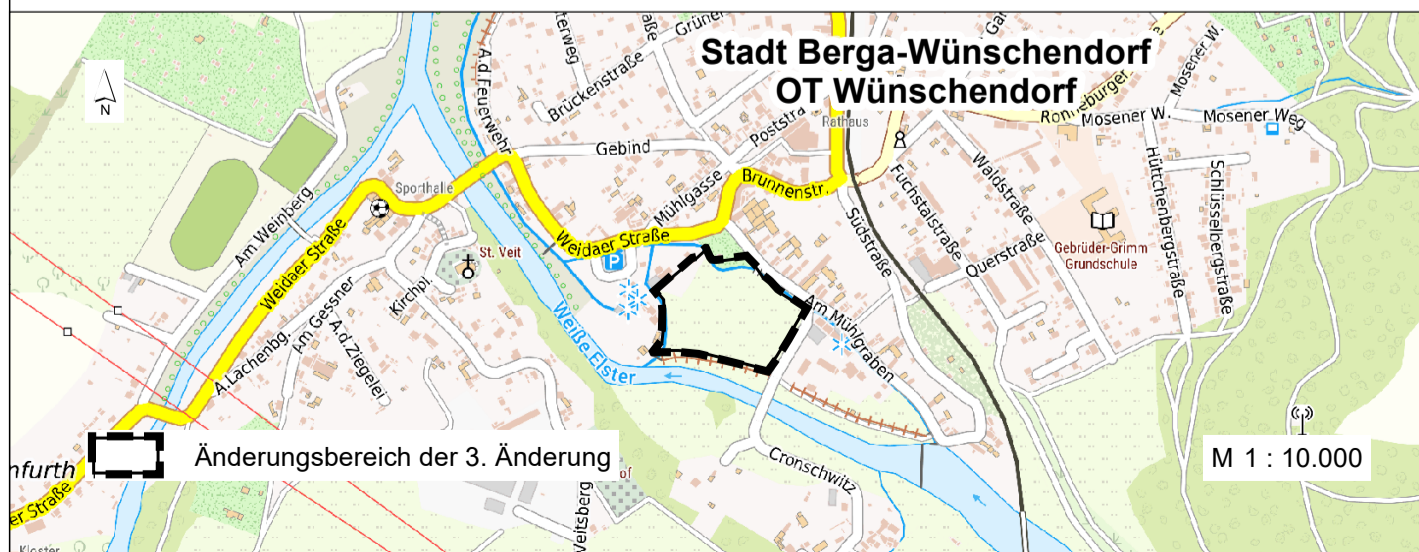 Stadt Berga-Wünschendorf
OT Wünschendorf
N
A.d.Feuerwehr
Brückenstraße
Gebind
Poststra
Rathaus
Ronneburger
Mosener W.
Mosener W.
Mosener Weg
Mühlgasse
Brunnenstr.
Weidaer Straße
Sporthalle
St. Veit
Kirchpl.
Am Weinberg
Weidaer Straße
Am Gessner
A.d.Ziegelei
A.Lachenbg.
P
Weiße Elster
Am Mühlgraben
Südstraße
Fuchstalstraße
Waldstraße
Querstraße
Gebrüder-Grimm
Grundschule
Hüttchenbergstraße
Schlüsselbergstraße
Cronschwitz
Veitsberg
of
nfurth
er Straße
Kloster
Änderungsbereich der 3. Änderung
M 1 : 10.000